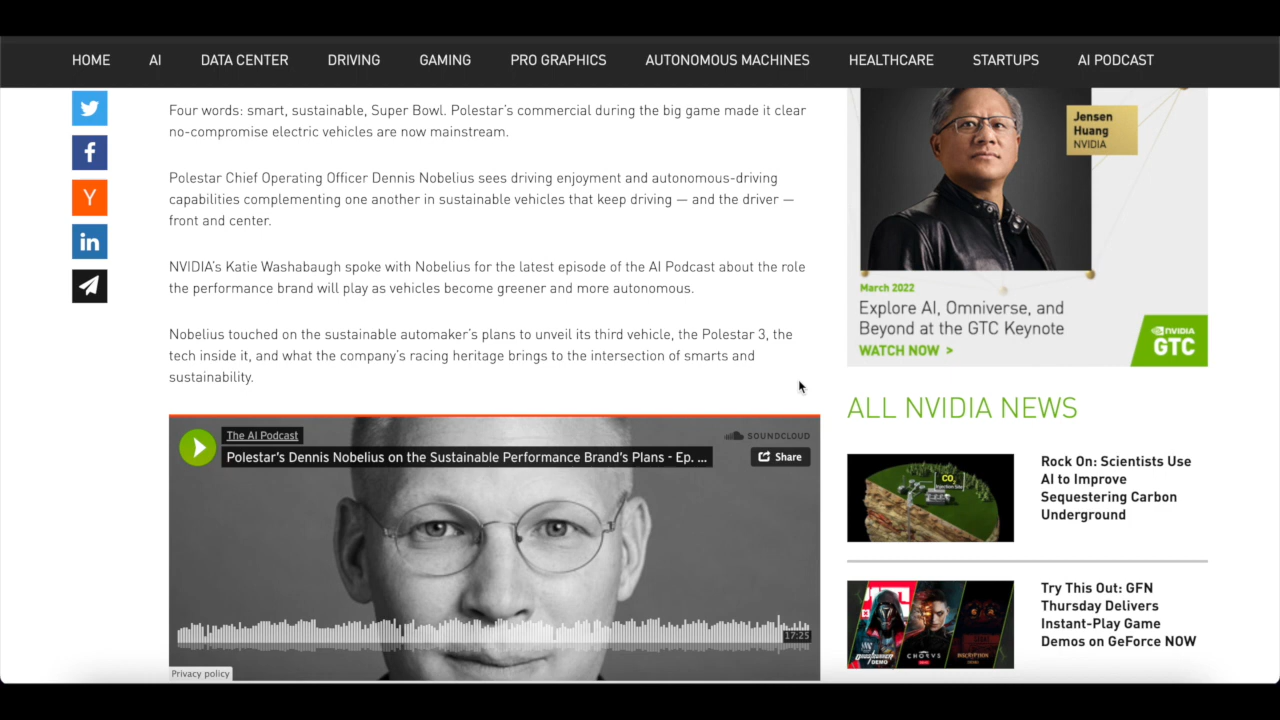 HOME AI DATA CENTER DRIVING GAMING PRO GRAPHICS AUTONOMOUS MACHINES HEALTHCARE STARTUPS AI PODCAST
Four words: smart, sustainable, Super Bowl. Polestar’s commercial during the big game made it clear
no-compromise electric vehicles are now mainstream.
Polestar Chief Operating Officer Dennis Nobelius sees driving enjoyment and autonomous-driving
capabilities complementing one another in sustainable vehicles that keep driving — and the driver —
front and center.
NVIDIA’s Katie Washabaugh spoke with Nobelius for the latest episode of the AI Podcast about the role
the performance brand will play as vehicles become greener and more autonomous.
Nobelius touched on the sustainable automaker’s plans to unveil its third vehicle, the Polestar 3, the
tech inside it, and what the company’s racing heritage brings to the intersection of smarts and
sustainability.
The AI Podcast
SOUNDCLOUD
Polestar’s Dennis Nobelius on the Sustainable Performance Brand’s Plans - Ep. ...
Share
17:25
Privacy policy
Jensen
Huang
NVIDIA
March 2022
Explore AI, Omniverse, and
Beyond at the GTC Keynote
WATCH NOW >
NVIDIA
GTC
ALL NVIDIA NEWS
CO2
Injection Site
Rock On: Scientists Use
AI to Improve
Sequestering Carbon
Underground
DEMO
CHORUS
INSCRYPTION
Try This Out: GFN
Thursday Delivers
Instant-Play Game
Demos on GeForce NOW